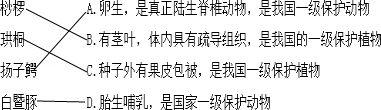 桫椤 A.卵生，是真正陆生脊椎动物，是我国一级保护动物
珙桐 B.有茎叶，体内具有疏导组织，是我国的一级保护植物
扬子鳄 C.种子外有果皮包被，是我国一级保护植物
白暨豚 D.胎生哺乳，是国家一级保护动物